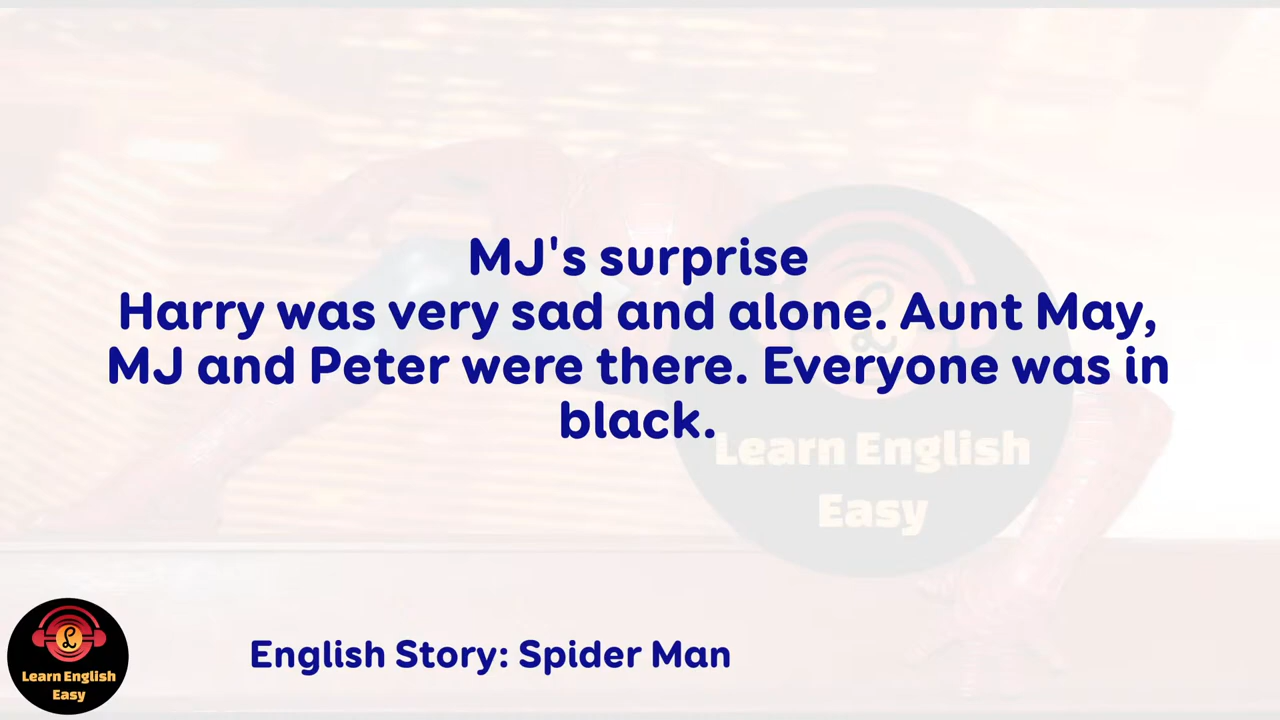 MJ's surprise
Harry was very sad and alone. Aunt May,
MJ and Peter were there. Everyone was in
black.
Learn English
Easy
English Story: Spider Man
Learn English
Easy